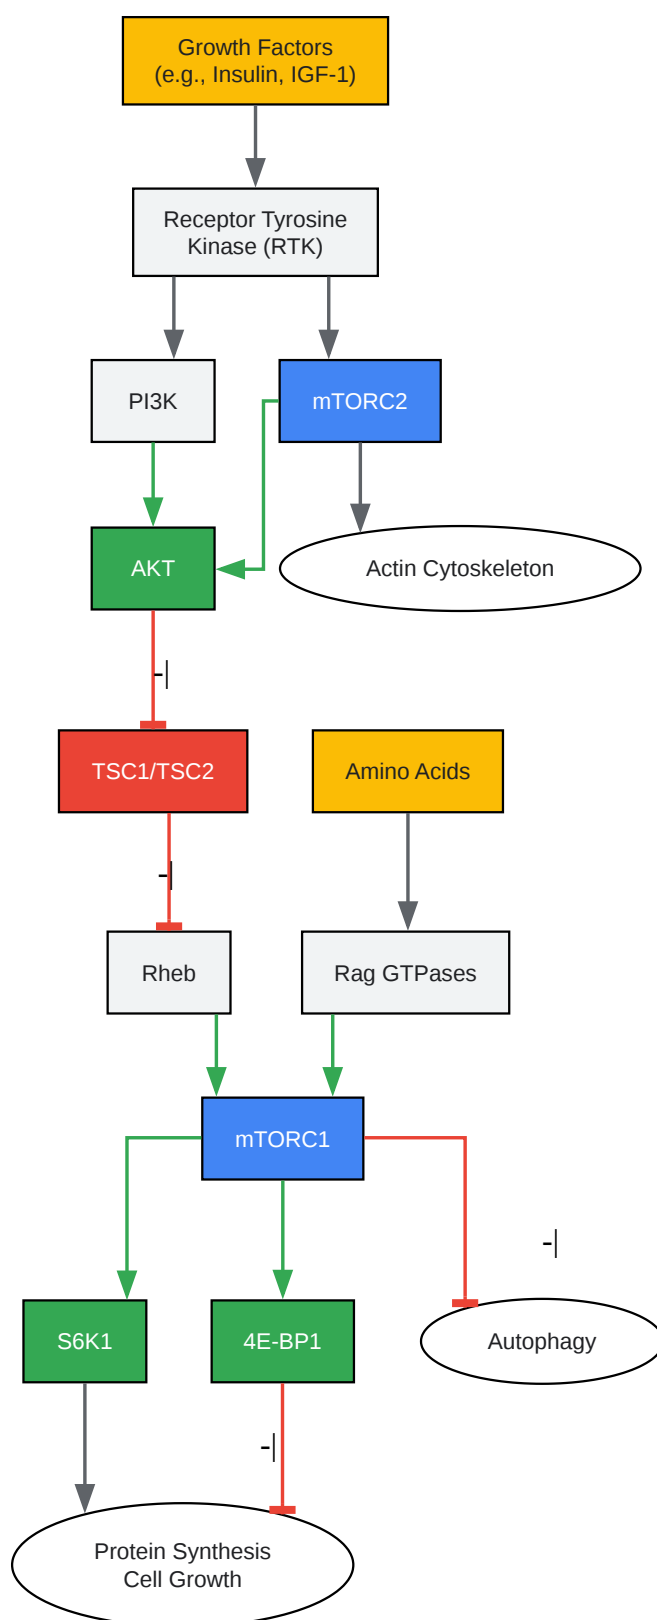 Growth Factors
(e.g., Insulin, IGF-1)
Receptor Tyrosine
Kinase (RTK)
PI3K
mTORC2
AKT
Actin Cytoskeleton
-|
TSC1/TSC2
Amino Acids
-|
Rheb
Rag GTPases
mTORC1
-|
S6K1
4E-BP1
Autophagy
-|
Protein Synthesis
Cell Growth